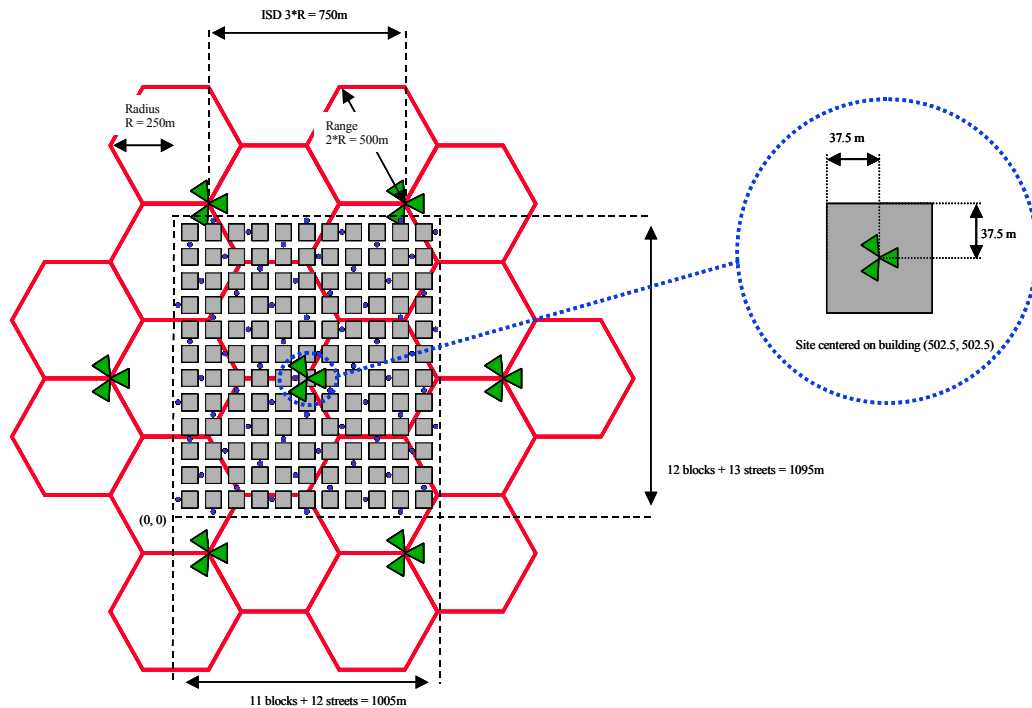 ISD 3*R = 750m
Radius
R = 250m
Range
2*R = 500m
37.5 m
37.5 m
Site centered on building (502.5, 502.5)
12 blocks + 13 streets = 1095m
(0, 0)
11 blocks + 12 streets = 1005m